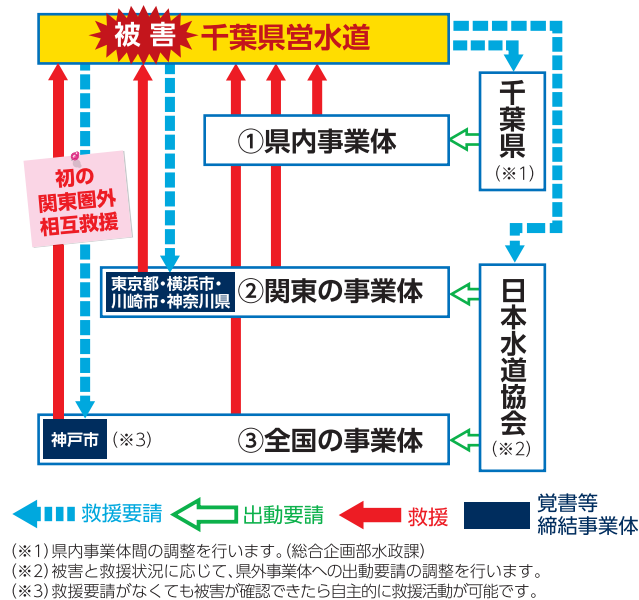 被害 千葉県営水道
千葉県
(※1)
①県内事業体
初の
関東圏外
相互救援
東京都・横浜市・
川崎市・神奈川県
②関東の事業体
日本水道協会
(※2)
神戸市
(※3)
③全国の事業体
救援要請
出動要請
救援
覚書等
締結事業体
(※1)県内事業体間の調整を行います。(総合企画部水政課)
(※2)被害と救援状況に応じて、県外事業体への出動要請の調整を行います。
(※3)救援要請がなくても被害が確認できたら自主的に救援活動が可能です。